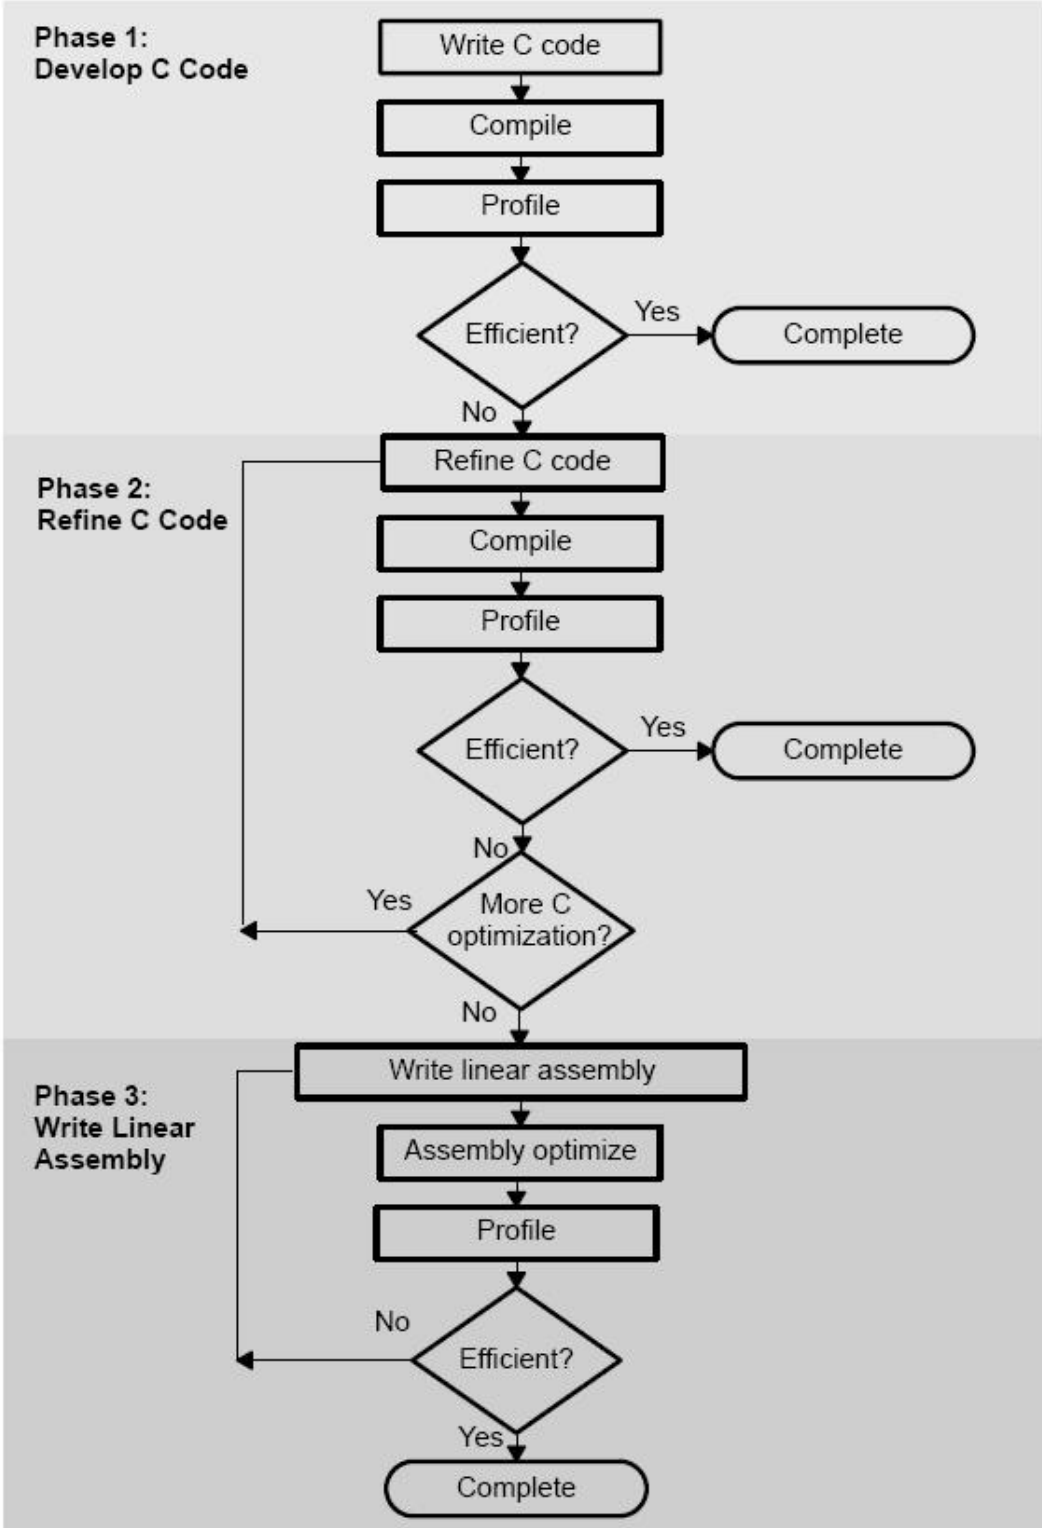 Phase 1:
Develop C Code
Write C code
Compile
Profile
Efficient?
Yes
Complete
No
Phase 2:
Refine C Code
Refine C code
Compile
Profile
Efficient?
Yes
Complete
No
More C
optimization?
Yes
No
Phase 3:
Write Linear
Assembly
Write linear assembly
Assembly optimize
Profile
Efficient?
No
Yes
Complete